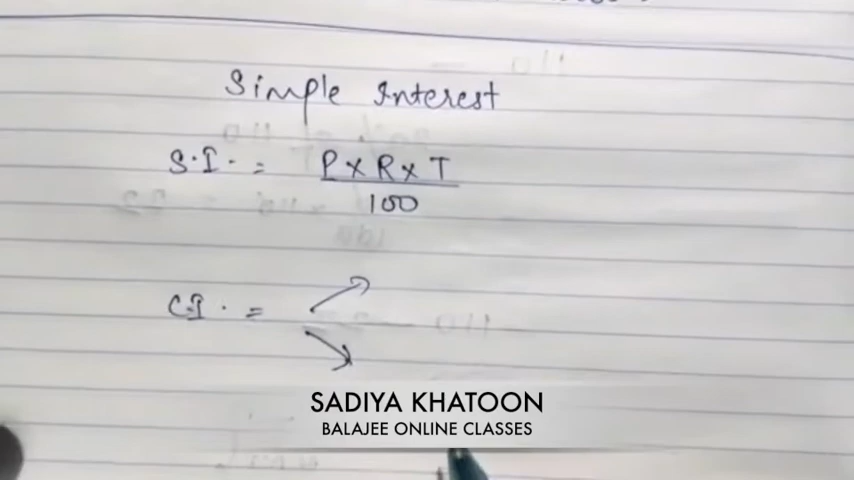 Simple Interest
S.I. = P x R x T
100
C.I. =
SADIYA KHATOON
BALAJEE ONLINE CLASSES